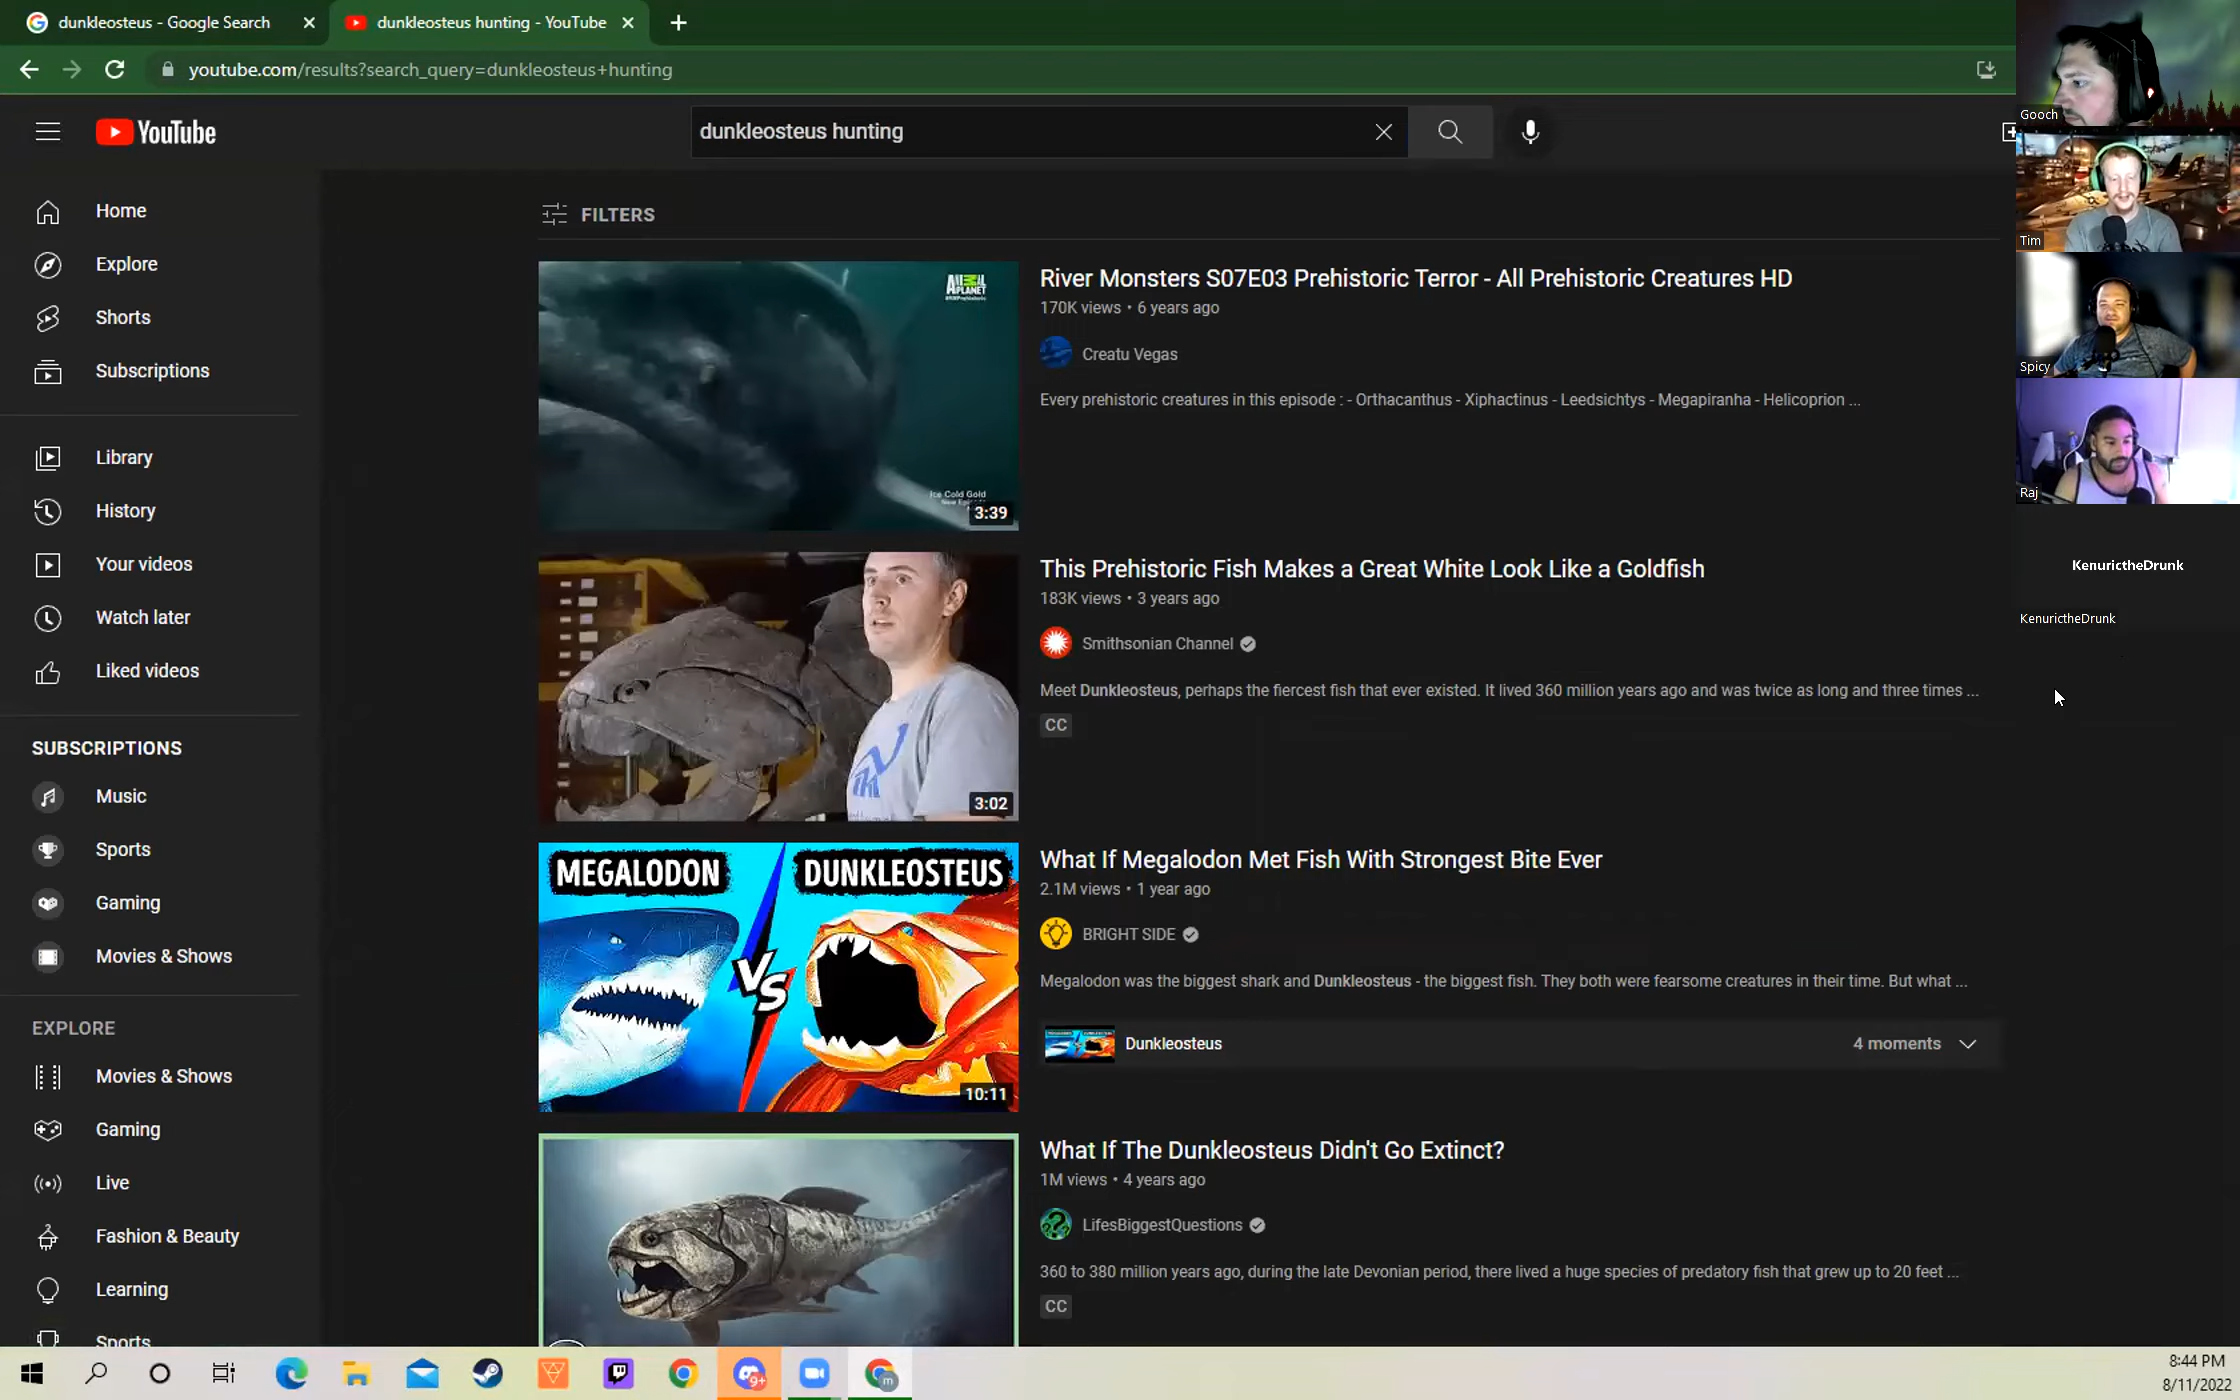 dunkleosteus - Google Search
dunkleosteus hunting - YouTube
youtube.com/results?search_query=dunkleosteus+hunting
YouTube
dunkleosteus hunting
Home
Explore
Shorts
Subscriptions
Library
History
Your videos
Watch later
Liked videos
SUBSCRIPTIONS
Music
Sports
Gaming
Movies & Shows
EXPLORE
Movies & Shows
Gaming
Live
Fashion & Beauty
Learning
Sports
FILTERS
ANIMAL
PLANET
Ice Cold Gold
3:39
River Monsters S07E03 Prehistoric Terror - All Prehistoric Creatures HD
170K views • 6 years ago
Creatu Vegas
Every prehistoric creatures in this episode : - Orthacanthus - Xiphactinus - Leedsichtys - Megapiranha - Helicoprion ...
3:02
This Prehistoric Fish Makes a Great White Look Like a Goldfish
183K views • 3 years ago
Smithsonian Channel
Meet Dunkleosteus, perhaps the fiercest fish that ever existed. It lived 360 million years ago and was twice as long and three times ...
CC
MEGALODON
VS
DUNKLEOSTEUS
10:11
What If Megalodon Met Fish With Strongest Bite Ever
2.1M views • 1 year ago
BRIGHT SIDE
Megalodon was the biggest shark and Dunkleosteus - the biggest fish. They both were fearsome creatures in their time. But what ...
Dunkleosteus
4 moments
What If The Dunkleosteus Didn't Go Extinct?
1M views • 4 years ago
LifesBiggestQuestions
360 to 380 million years ago, during the late Devonian period, there lived a huge species of predatory fish that grew up to 20 feet ...
CC
Gooch
Tim
Spicy
Raj
KenurictheDrunk
KenurictheDrunk
9+
m
8:44 PM
8/11/2022